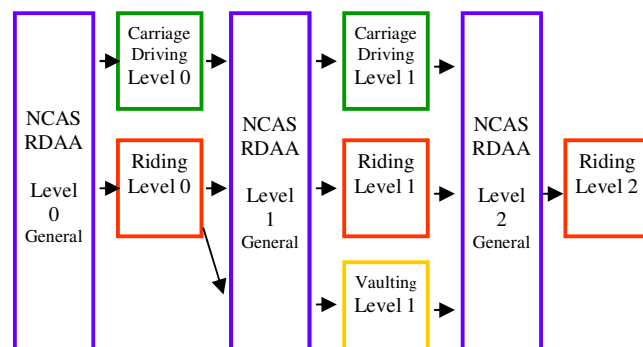 NCAS
RDAA
Level
0
General
Carriage
Driving
Level 0
Riding
Level 0
NCAS
RDAA
Level
1
General
Carriage
Driving
Level 1
Riding
Level 1
Vaulting
Level 1
NCAS
RDAA
Level
2
General
Riding
Level 2